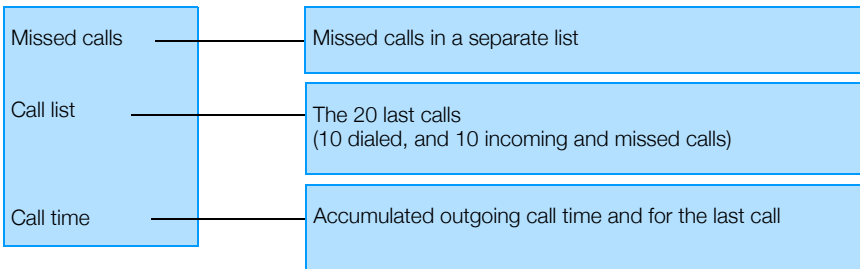 Missed calls
Missed calls in a separate list
Call list
The 20 last calls
(10 dialed, and 10 incoming and missed calls)
Call time
Accumulated outgoing call time and for the last call